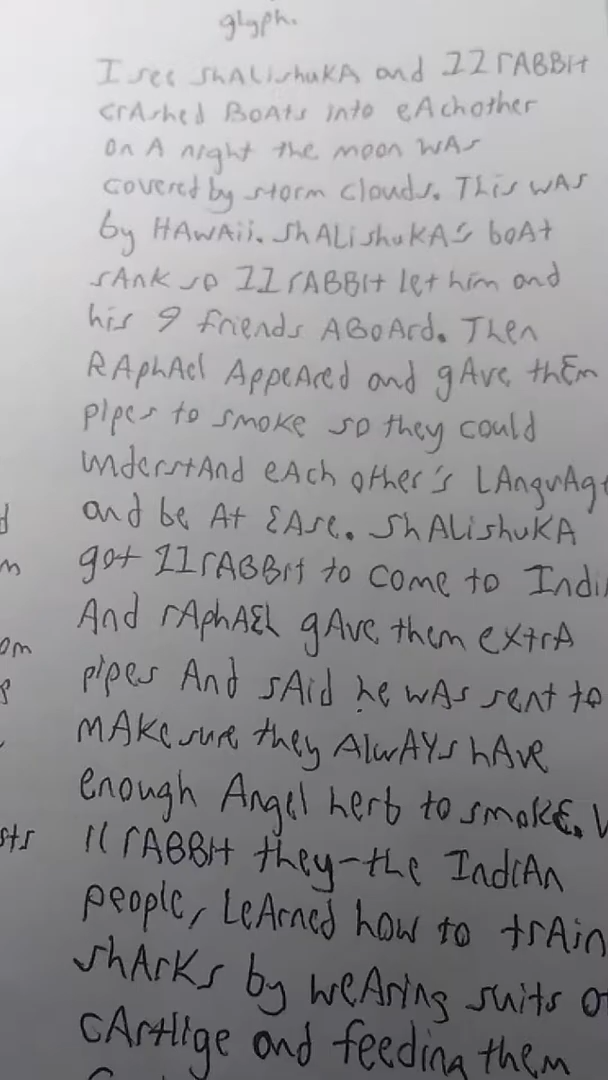 glyph.
I see shALishuKA and 11 rABBit
crAshed BoAts into eAchother
on A night the moon wAs
covered by storm clouds. This wAs
by HAwAii. ShALishuKA's boAt
sAnk so 11 rABBit let him and
his 9 friends ABoArd. Then
RAphAel AppeAred and gAve thEm
pipes to smoke so they could
understAnd eAch other's LAnguAg
d and be At EAse. ShALishuKA
m got 11 rABBit to come to Indi
And rAphAEL gAve them extrA
om pipes And sAid he wAs sent to
mAKe sure they AlwAYs hAve
enough Angel herb to smokE.
sts 11 rABBit they-the IndiAn
people, LeArned how to trAin
shArKs by weAring suits o
cArtlige and feeding them